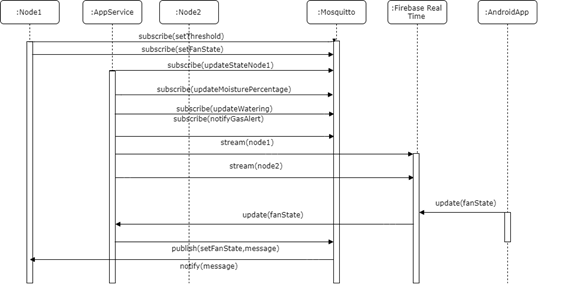 :Node1
:AppService
:Node2
:Mosquitto
:Firebase Real
Time
:AndroidApp
subscribe(setThreshold)
subscribe(setFanState)
subscribe(updateStateNode1)
subscribe(updateMoisturePercentage)
subscribe(updateWatering)
subscribe(notifyGasAlert)
stream(node1)
stream(node2)
update(fanState)
update(fanState)
publish(setFanState,message)
notify(message)